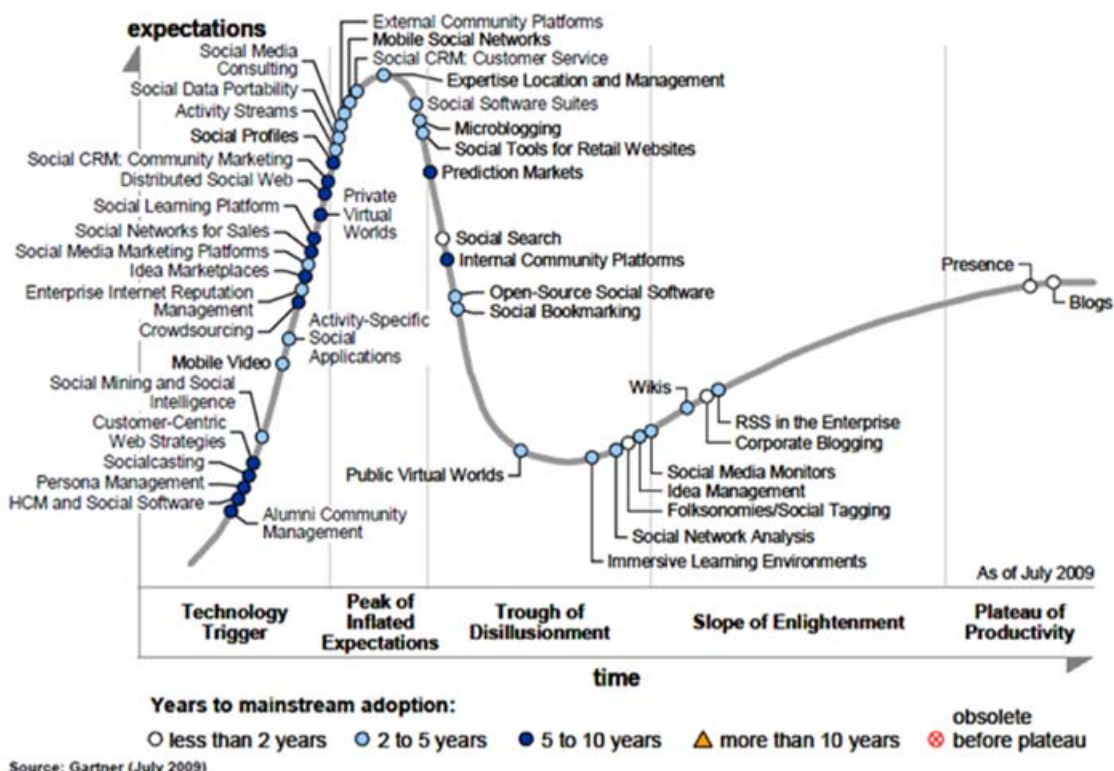 expectations
External Community Platforms
Mobile Social Networks
Social CRM: Customer Service
Expertise Location and Management
Social Media
Consulting
Social Data Portability
Activity Streams
Social Profiles
Social CRM: Community Marketing
Distributed Social Web
Social Learning Platform
Social Networks for Sales
Social Media Marketing Platforms
Idea Marketplaces
Enterprise Internet Reputation
Management
Crowdsourcing
Mobile Video
Social Mining and Social
Intelligence
Customer-Centric
Web Strategies
Socialcasting
Persona Management
HCM and Social Software
Alumni Community
Management
Activity-Specific
Social
Applications
Private
Virtual
Worlds
Social Software Suites
Microblogging
Social Tools for Retail Websites
Prediction Markets
Social Search
Internal Community Platforms
Open-Source Social Software
Social Bookmarking
Public Virtual Worlds
Wikis
RSS in the Enterprise
Corporate Blogging
Social Media Monitors
Idea Management
Folksonomies/Social Tagging
Social Network Analysis
Immersive Learning Environments
Presence
Blogs
As of July 2009
Technology
Trigger
Peak of
Inflated
Expectations
Trough of
Disillusionment
Slope of Enlightenment
Plateau of
Productivity
time
Years to mainstream adoption:
less than 2 years
2 to 5 years
5 to 10 years
more than 10 years
obsolete
before plateau
Source: Gartner (July 2009)